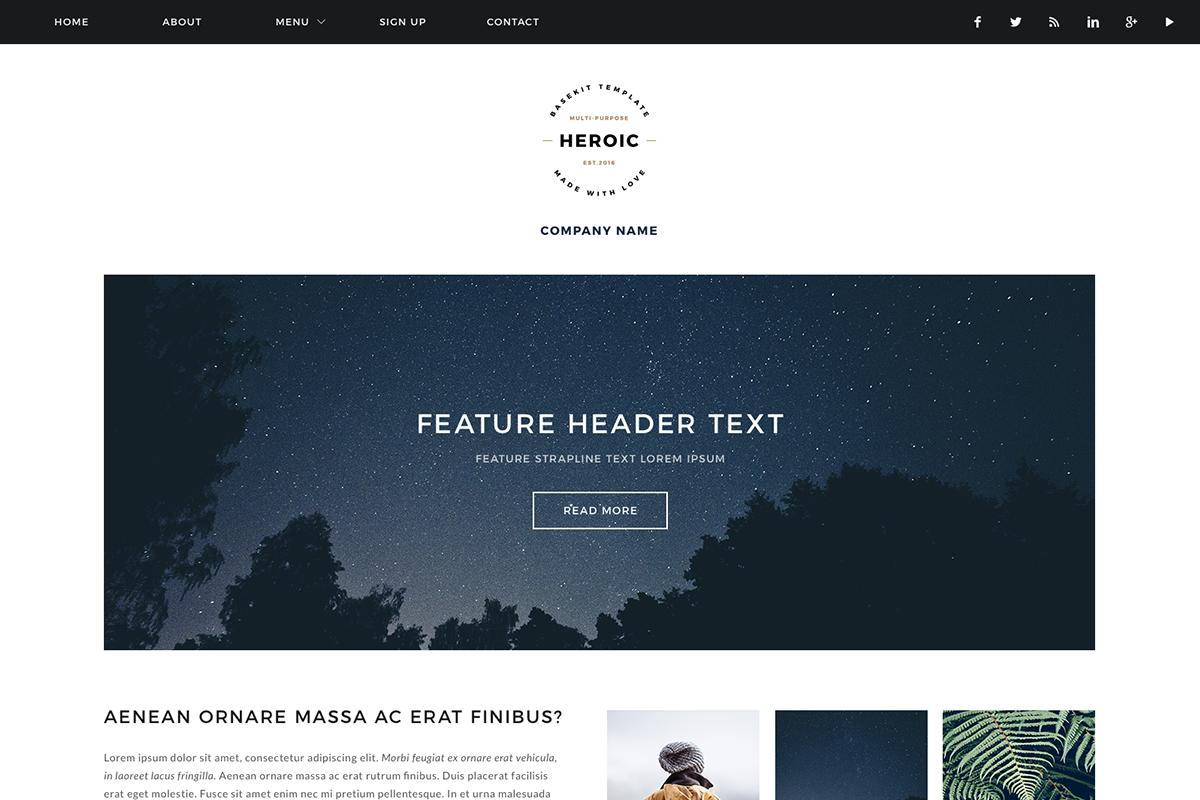 HOME
ABOUT
MENU
SIGN UP
CONTACT
BASEKIT TEMPLATE
MULTI-PURPOSE
HEROIC
EST.2016
MADE WITH LOVE
COMPANY NAME
FEATURE HEADER TEXT
FEATURE STRAPLINE TEXT LOREM IPSUM
READ MORE
AENEAN ORNARE MASSA AC ERAT FINIBUS?
Lorem ipsum dolor sit amet, consectetur adipiscing elit. Morbi feugiat ex ornare erat vehicula,
in laoreet lacus fringilla. Aenean ornare massa ac erat rutrum finibus. Duis placerat facilisis
erat eget molestie. Fusce sit amet enim nec mi pretium pellentesque. In et urna malesuada